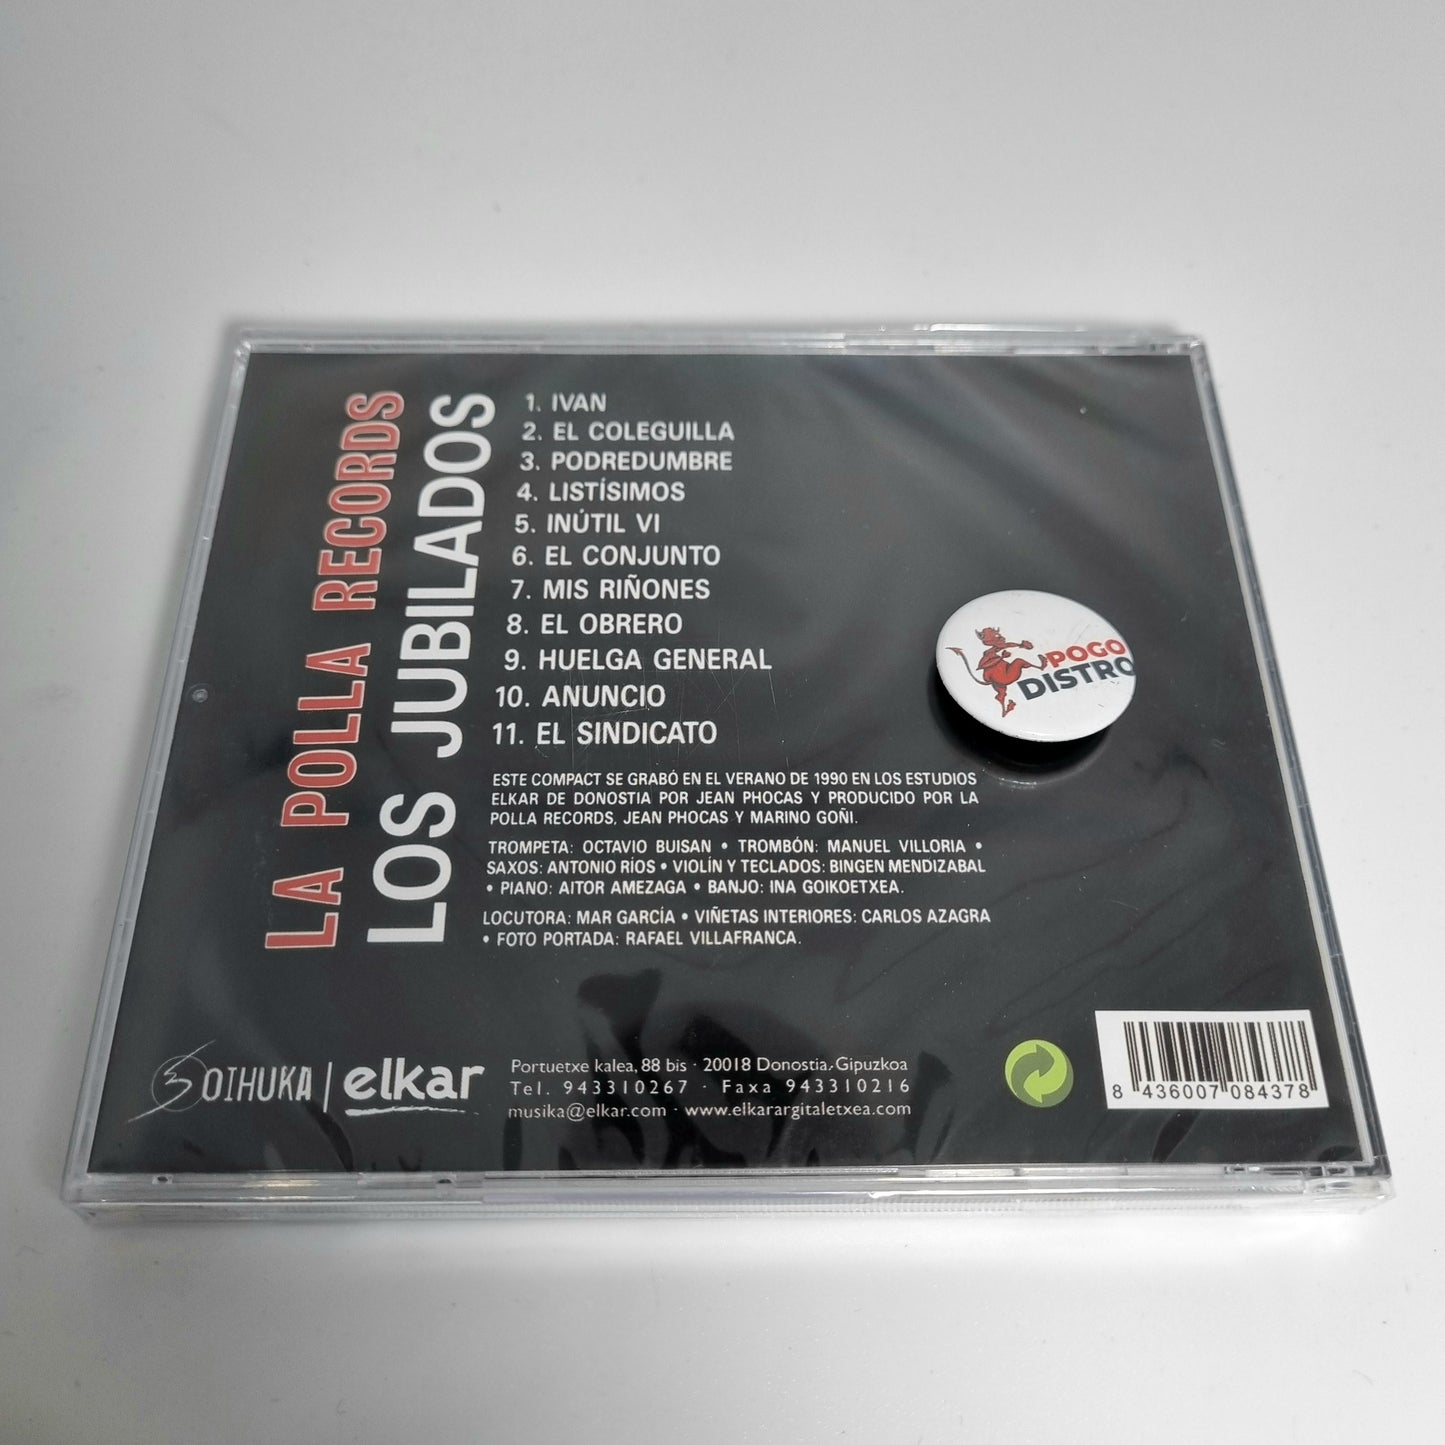 LA POLLA RECORDS
LOS JUBILADOS
1. IVAN
2. EL COLEGUILLA
3. PODREDUMBRE
4. LISTÍSIMOS
5. INÚTIL VI
6. EL CONJUNTO
7. MIS RIÑONES
8. EL OBRERO
9. HUELGA GENERAL
10. ANUNCIO
11. EL SINDICATO
ESTE COMPACT SE GRABÓ EN EL VERANO DE 1990 EN LOS ESTUDIOS
ELKAR DE DONOSTIA POR JEAN PHOCAS Y PRODUCIDO POR LA
POLLA RECORDS, JEAN PHOCAS Y MARINO GOÑI.
TROMPETA: OCTAVIO BUISAN • TROMBÓN: MANUEL VILLORIA •
SAXOS: ANTONIO RÍOS • VIOLÍN Y TECLADOS: BINGEN MENDIZABAL
• PIANO: AITOR AMEZAGA • BANJO: INA GOIKOETXEA.
LOCUTORA: MAR GARCÍA • VIÑETAS INTERIORES: CARLOS AZAGRA
• FOTO PORTADA: RAFAEL VILLAFRANCA.
POGO
DISTRO
SOIHUKA | elkar
Portuetxe kalea, 88 bis · 20018 Donostia, Gipuzkoa
Tel. 943310267 · Faxa 943310216
musika@elkar.com · www.elkarargitaletxea.com
8 436007 084378